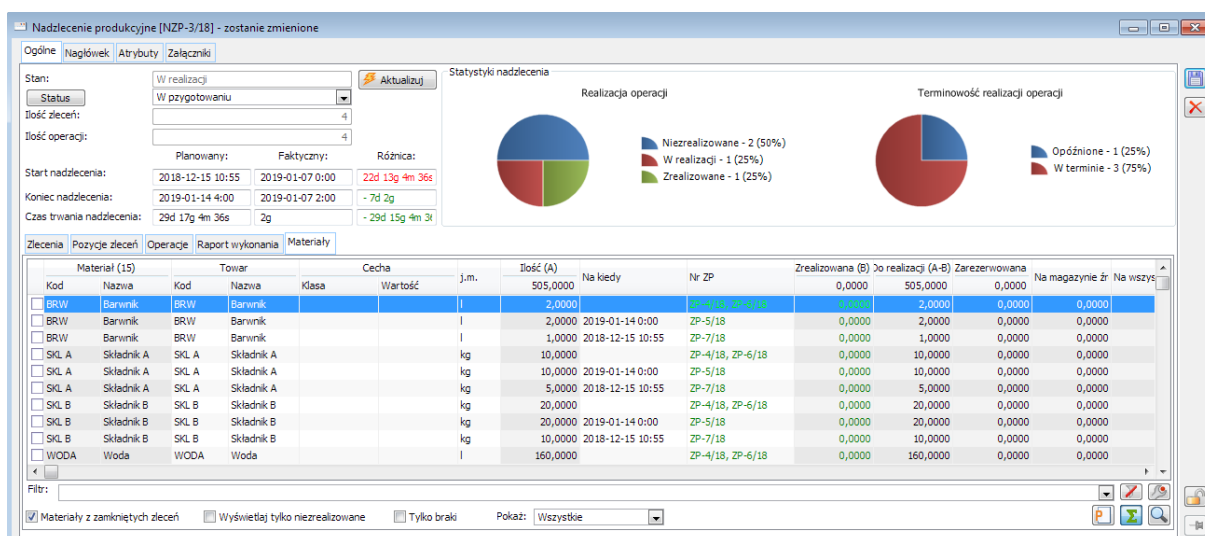 Nadzlecenie produkcyjne [NZP-3/18] - zostanie zmienione
Ogólne Nagłówek Atrybuty Załączniki
Stan: W realizacji Aktualizuj
Status W pzygotowaniu
Ilość zleceń: 4
Ilość operacji: 4
Planowany: Faktyczny: Różnica:
Start nadzlecenia: 2018-12-15 10:55 2019-01-07 0:00 22d 13g 4m 36s
Koniec nadzlecenia: 2019-01-14 4:00 2019-01-07 2:00 - 7d 2g
Czas trwania nadzlecenia: 29d 17g 4m 36s 2g - 29d 15g 4m 36
Statystyki nadzlecenia
Realizacja operacji
Niezrealizowane - 2 (50%)
W realizacji - 1 (25%)
Zrealizowane - 1 (25%)
Terminowość realizacji operacji
Opóźnione - 1 (25%)
W terminie - 3 (75%)
Zlecenia Pozycje zleceń Operacje Raport wykonania Materiały
Materiał (15) Towar Cecha j.m. Ilość (A) Na kiedy Nr ZP Zrealizowana (B) Do realizacji (A-B) Zarezerwowana Na magazynie źr Na wszys
Kod Nazwa Kod Nazwa Klasa Wartość 505,0000 0,0000 505,0000 0,0000
BRW Barwnik BRW Barwnik l 2,0000 ZP-4/18, ZP-6/18 0,0000 2,0000 0,0000 0,0000
BRW Barwnik BRW Barwnik l 2,0000 2019-01-14 0:00 ZP-5/18 0,0000 2,0000 0,0000 0,0000
BRW Barwnik BRW Barwnik l 1,0000 2018-12-15 10:55 ZP-7/18 0,0000 1,0000 0,0000 0,0000
SKL A Składnik A SKL A Składnik A kg 10,0000 ZP-4/18, ZP-6/18 0,0000 10,0000 0,0000 0,0000
SKL A Składnik A SKL A Składnik A kg 10,0000 2019-01-14 0:00 ZP-5/18 0,0000 10,0000 0,0000 0,0000
SKL A Składnik A SKL A Składnik A kg 5,0000 2018-12-15 10:55 ZP-7/18 0,0000 5,0000 0,0000 0,0000
SKL B Składnik B SKL B Składnik B kg 20,0000 ZP-4/18, ZP-6/18 0,0000 20,0000 0,0000 0,0000
SKL B Składnik B SKL B Składnik B kg 20,0000 2019-01-14 0:00 ZP-5/18 0,0000 20,0000 0,0000 0,0000
SKL B Składnik B SKL B Składnik B kg 10,0000 2018-12-15 10:55 ZP-7/18 0,0000 10,0000 0,0000 0,0000
WODA Woda WODA Woda l 160,0000 ZP-4/18, ZP-6/18 0,0000 160,0000 0,0000 0,0000
Filtr:
Materiały z zamkniętych zleceń Wyświetlaj tylko niezrealizowane Tylko braki Pokaż: Wszystkie P Σ